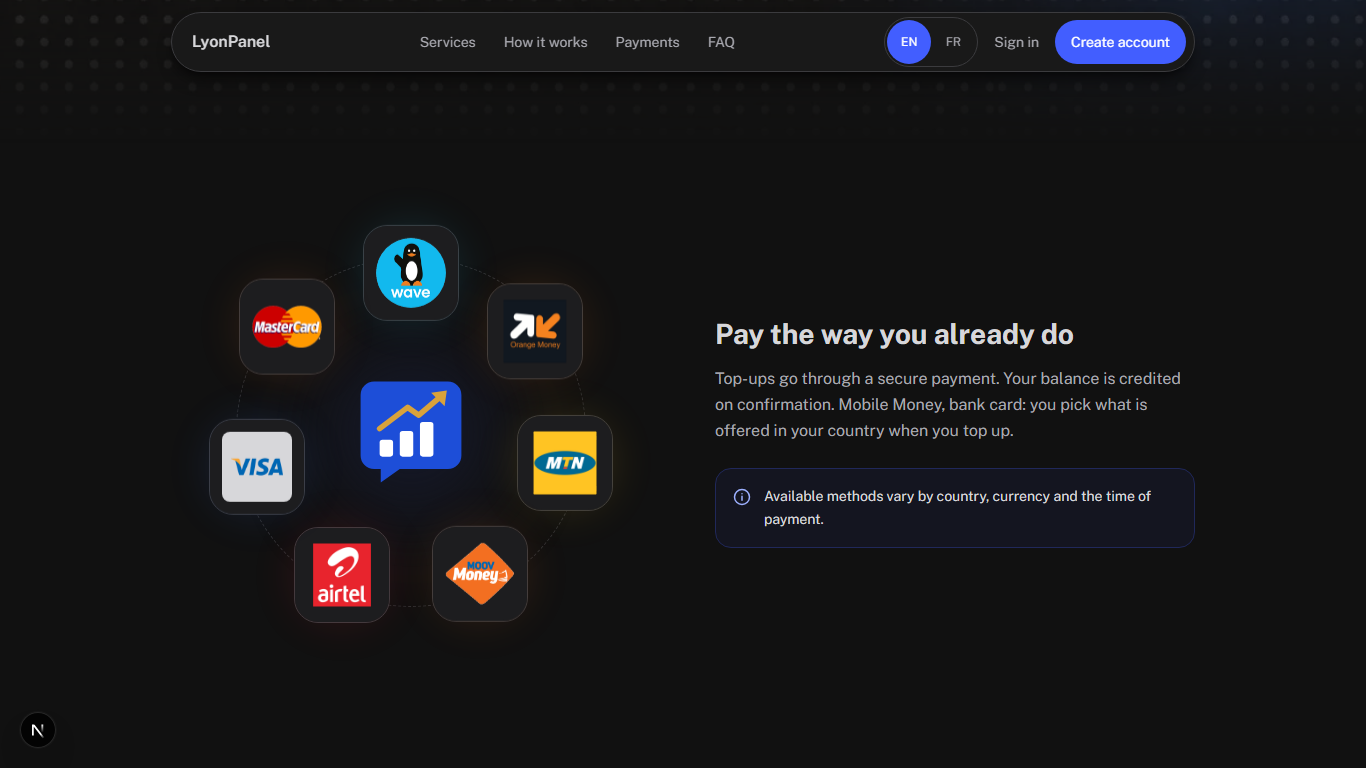 LyonPanel
Services
How it works
Payments
FAQ
EN
FR
Sign in
Create account
wave
MasterCard
Orange Money
Pay the way you already do
Top-ups go through a secure payment. Your balance is credited
on confirmation. Mobile Money, bank card: you pick what is
offered in your country when you top up.
VISA
MTN
Available methods vary by country, currency and the time of
payment.
airtel
MOOV
Money
N